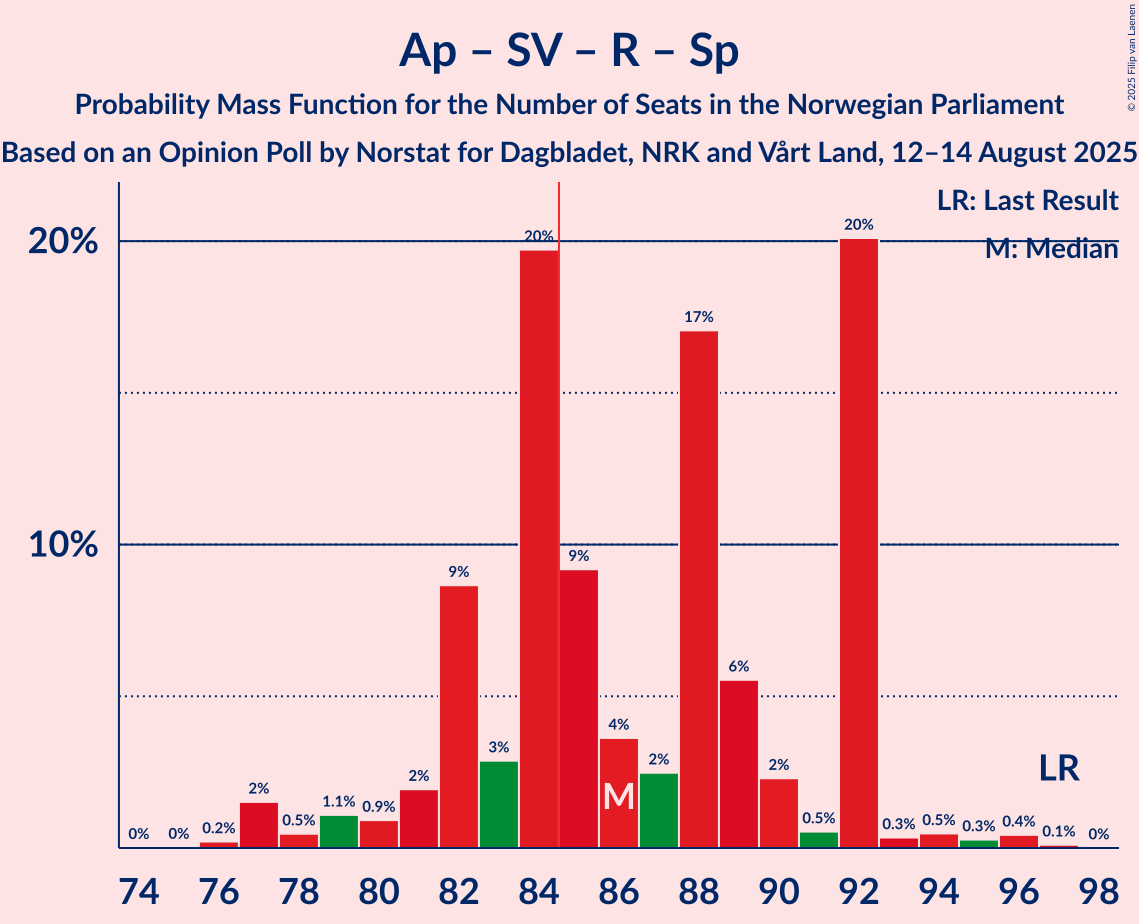 Ap – SV – R – Sp
Probability Mass Function for the Number of Seats in the Norwegian Parliament
Based on an Opinion Poll by Norstat for Dagbladet, NRK and Vårt Land, 12–14 August 2025
© 2025 Filip van Laenen
LR: Last Result
M: Median
20%
10%
0% 0% 0.2% 2% 0.5% 1.1% 0.9% 2% 9% 3% 20% 9% 4% 2% 17% 6% 2% 0.5% 20% 0.3% 0.5% 0.3% 0.4% 0.1% 0%
M
LR
74 76 78 80 82 84 86 88 90 92 94 96 98